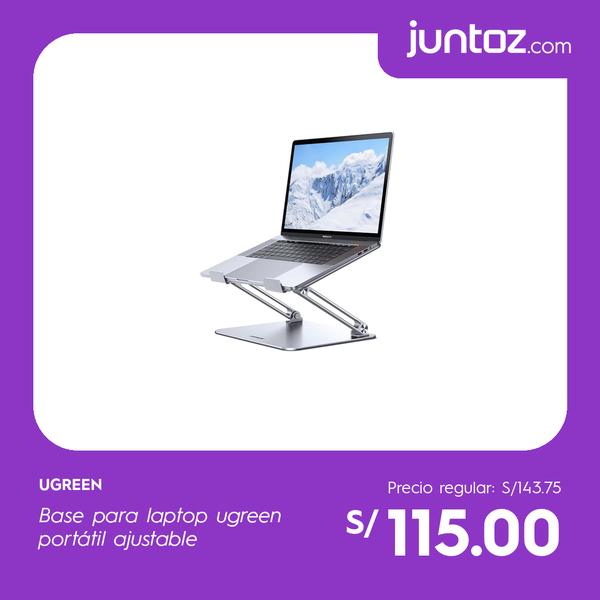 juntoz.com
UGREEN
Base para laptop ugreen
portátil ajustable
Precio regular: S/143.75
S/115.00